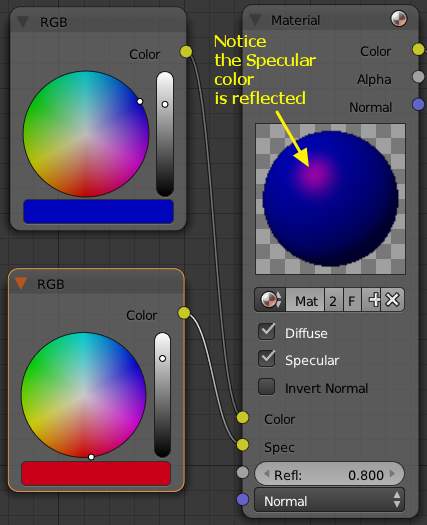 RGB
Color
Material
Color
Alpha
Normal
Notice
the Specular
color
is reflected
RGB
Color
Mat 2 F
Diffuse
Specular
Invert Normal
Color
Spec
Refl: 0.800
Normal